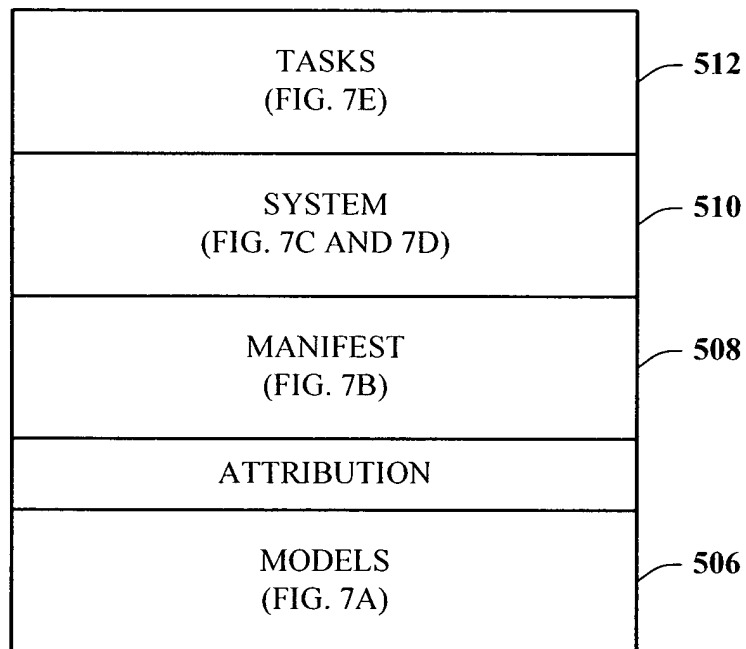 TASKS
(FIG. 7E)
512
SYSTEM
(FIG. 7C AND 7D)
510
MANIFEST
(FIG. 7B)
508
ATTRIBUTION
MODELS
(FIG. 7A)
506